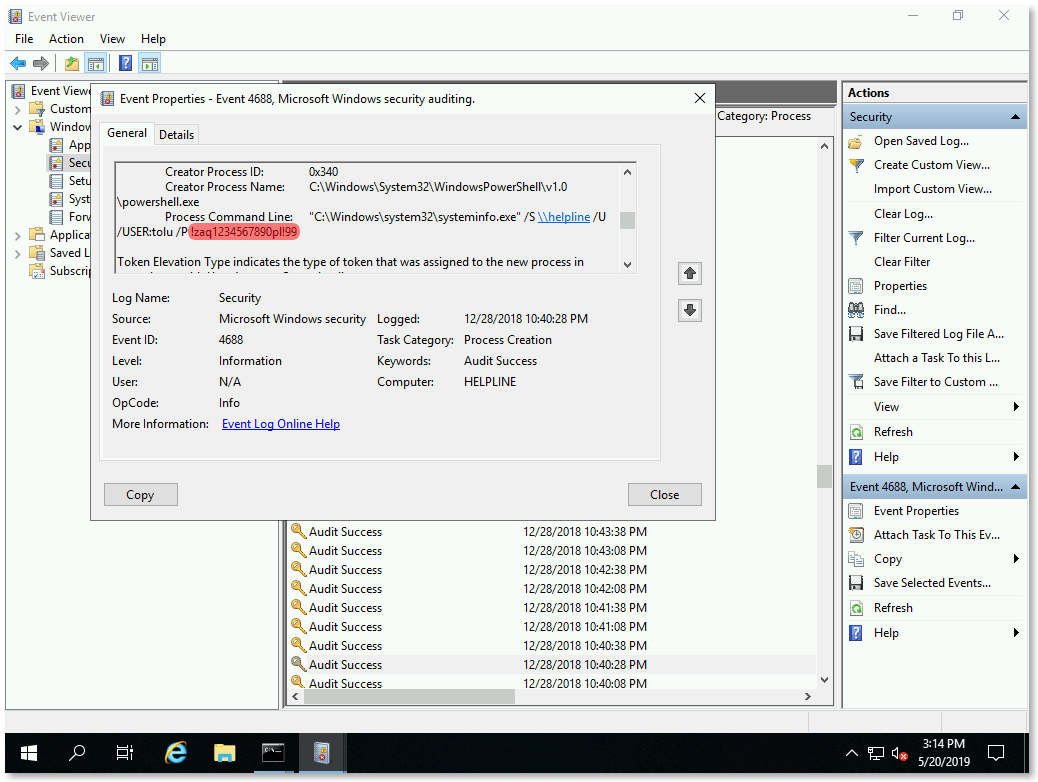 Event Viewer
File Action View Help
Event Viewe
Custom
Window
App
Secu
Setu
Syst
Forv
Applica
Saved L
Subscrip
Event Properties - Event 4688, Microsoft Windows security auditing.
General Details
Creator Process ID: 0x340
Creator Process Name: C:\Windows\System32\WindowsPowerShell\v1.0
\powershell.exe
Process Command Line: "C:\Windows\system32\systeminfo.exe" /S \\helpline /U
/USER:tolu /P !zaq1234567890pl!99
Token Elevation Type indicates the type of token that was assigned to the new process in
Log Name: Security
Source: Microsoft Windows security Logged: 12/28/2018 10:40:28 PM
Event ID: 4688 Task Category: Process Creation
Level: Information Keywords: Audit Success
User: N/A Computer: HELPLINE
OpCode: Info
More Information: Event Log Online Help
Copy Close
Category: Process
Audit Success 12/28/2018 10:43:38 PM
Audit Success 12/28/2018 10:43:08 PM
Audit Success 12/28/2018 10:42:38 PM
Audit Success 12/28/2018 10:42:08 PM
Audit Success 12/28/2018 10:41:38 PM
Audit Success 12/28/2018 10:41:08 PM
Audit Success 12/28/2018 10:40:38 PM
Audit Success 12/28/2018 10:40:28 PM
Audit Success 12/28/2018 10:40:08 PM
Actions
Security
Open Saved Log...
Create Custom View...
Import Custom View...
Clear Log...
Filter Current Log...
Clear Filter
Properties
Find...
Save Filtered Log File A...
Attach a Task To this L...
Save Filter to Custom ...
View
Refresh
Help
Event 4688, Microsoft Wind...
Event Properties
Attach Task To This Ev...
Copy
Save Selected Events...
Refresh
Help
3:14 PM
5/20/2019